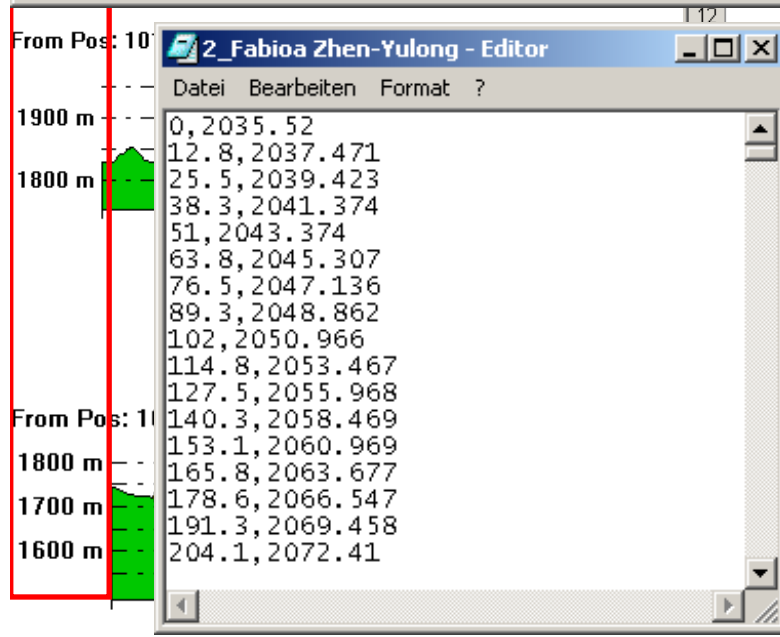 12
From Pos: 10
1900 m
1800 m
From Pos: 10
1800 m
1700 m
1600 m
2_Fabioa Zhen-Yulong - Editor
Datei Bearbeiten Format ?
0,2035.52
12.8,2037.471
25.5,2039.423
38.3,2041.374
51,2043.374
63.8,2045.307
76.5,2047.136
89.3,2048.862
102,2050.966
114.8,2053.467
127.5,2055.968
140.3,2058.469
153.1,2060.969
165.8,2063.677
178.6,2066.547
191.3,2069.458
204.1,2072.41